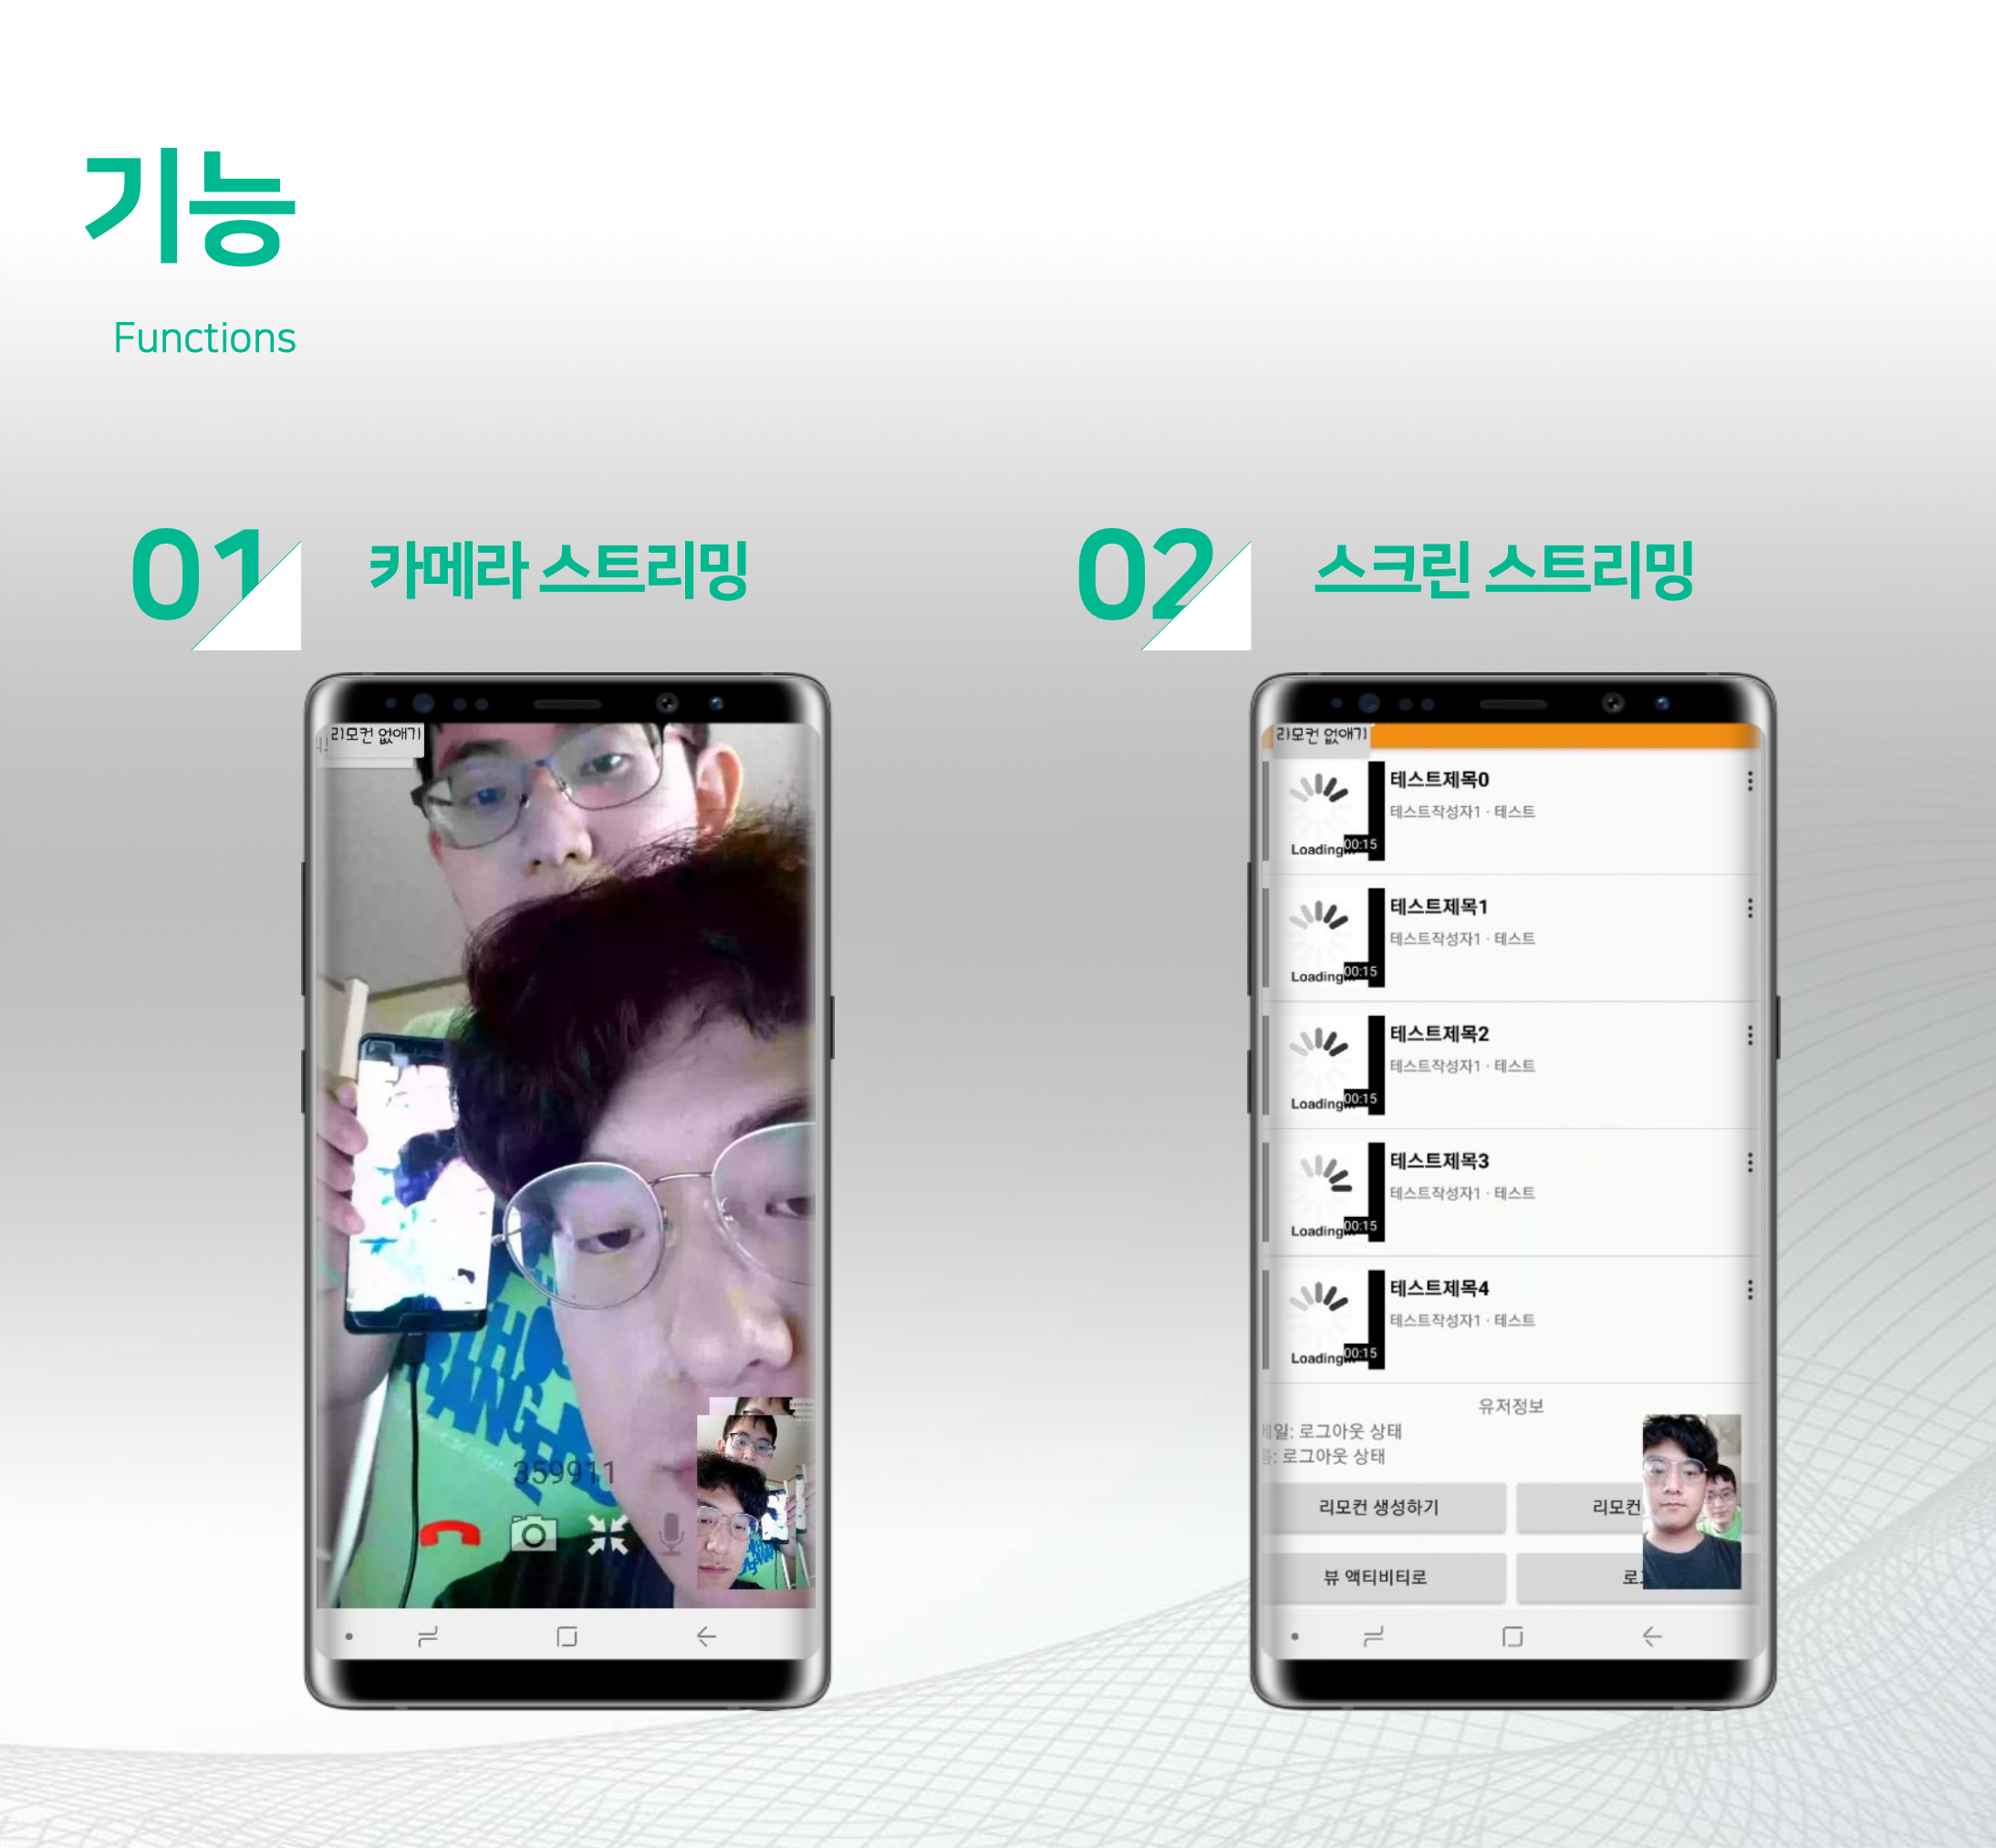 기능
Functions
01
카메라 스트리밍
02
스크린 스트리밍
리모컨 없애기
359911
리모컨 없애기
테스트제목0
테스트작성자1 · 테스트
Loading
00:15
테스트제목1
테스트작성자1 · 테스트
Loading
00:15
테스트제목2
테스트작성자1 · 테스트
Loading
00:15
테스트제목3
테스트작성자1 · 테스트
Loading
00:15
테스트제목4
테스트작성자1 · 테스트
Loading
00:15
유저정보
로그아웃 상태
로그아웃 상태
리모컨 생성하기
리모컨
뷰 액티비티로